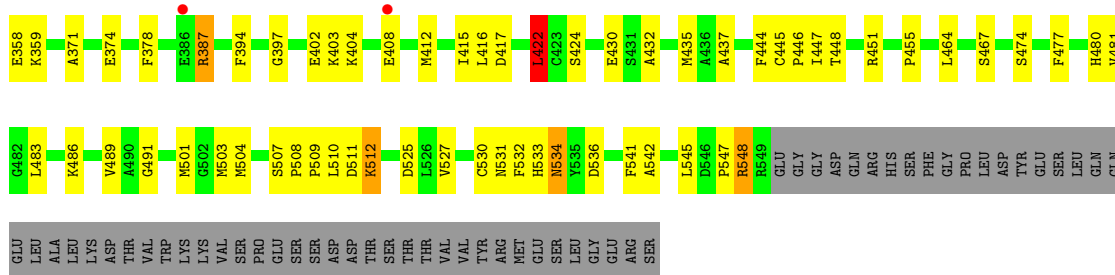 E358 K359 A371 E374 F378 E386 R387 F394 G397 E402 K403 K404 E408 M412 I415 L416 D417 L422 C423 S424 E430 S431 A432 M435 A436 A437 F444 C445 P446 I447 T448 R451 P455 L464 S467 S474 F477 H480 V481
G482 L483 K486 V489 A490 G491 M501 G502 M503 M504 S507 P508 P509 L510 D511 K512 D525 L526 V527 C530 N531 F532 H533 N534 Y535 D536 F541 A542 L545 D546 P547 R548 R549 GLU GLY GLY ASP GLN ARG HIS SER PHE GLY PRO LEU ASP TYR GLU SER LEU GLN GLN
GLU LEU ALA LEU LYS ASP THR VAL TRP LYS LYS VAL SER PRO GLU SER SER ASP ASP THR SER THR THR VAL VAL TYR ARG MET GLU SER LEU GLY GLU ARG SER